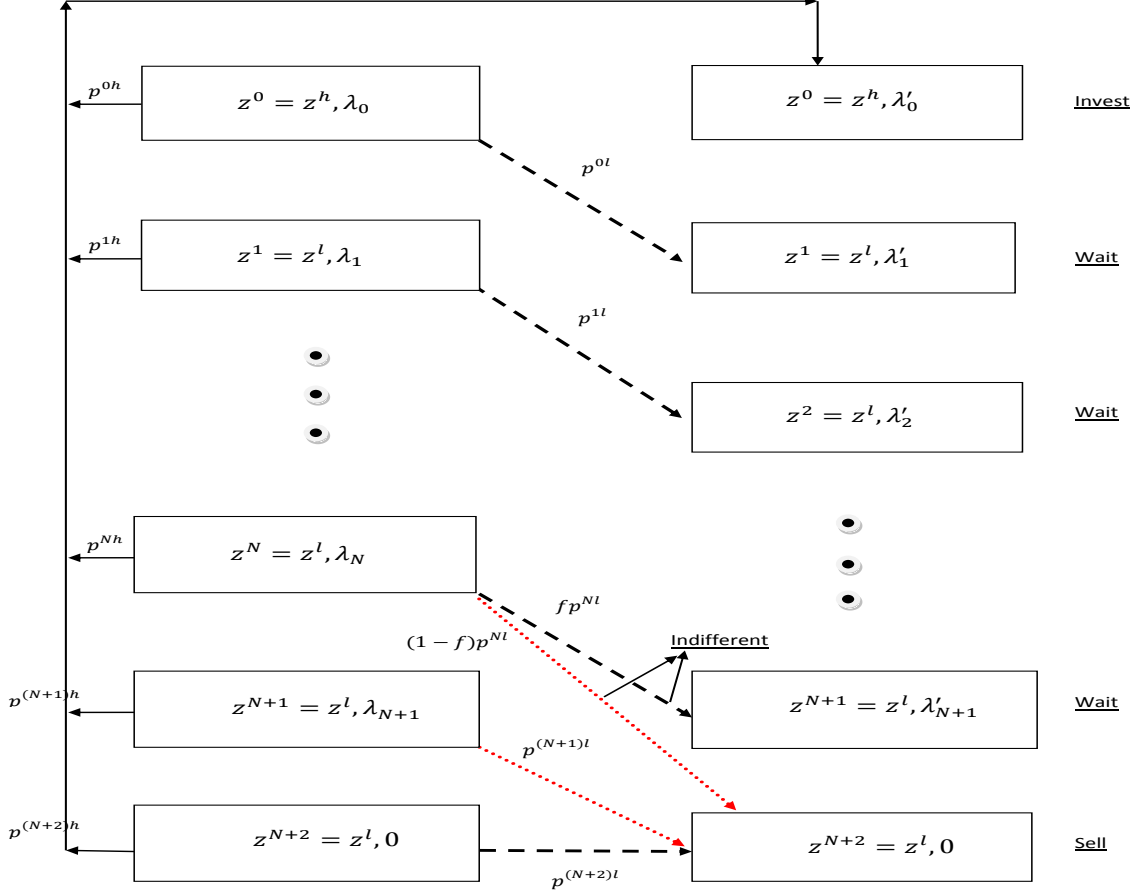 p^{0h}
z^0 = z^h, λ_0
z^0 = z^h, λ′_0
Invest
p^{0l}
p^{1h}
z^1 = z^l, λ_1
z^1 = z^l, λ′_1
Wait
p^{1l}
z^2 = z^l, λ′_2
Wait
p^{Nh}
z^N = z^l, λ_N
fp^{Nl}
(1 − f)p^{Nl}
Indifferent
p^{(N+1)h}
z^{N+1} = z^l, λ_{N+1}
z^{N+1} = z^l, λ′_{N+1}
Wait
p^{(N+1)l}
p^{(N+2)h}
z^{N+2} = z^l, 0
z^{N+2} = z^l, 0
Sell
p^{(N+2)l}